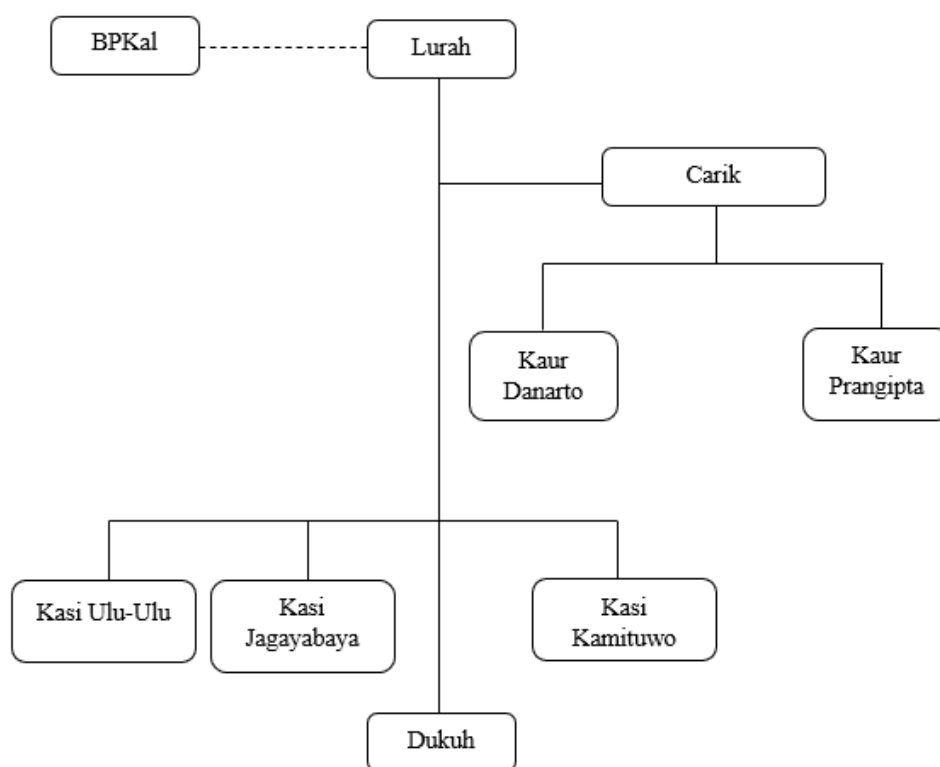 BPKal
Lurah
Carik
Kaur
Danarto
Kaur
Prangipta
Kasi Ulu-Ulu
Kasi
Jagayabaya
Kasi
Kamituwo
Dukuh